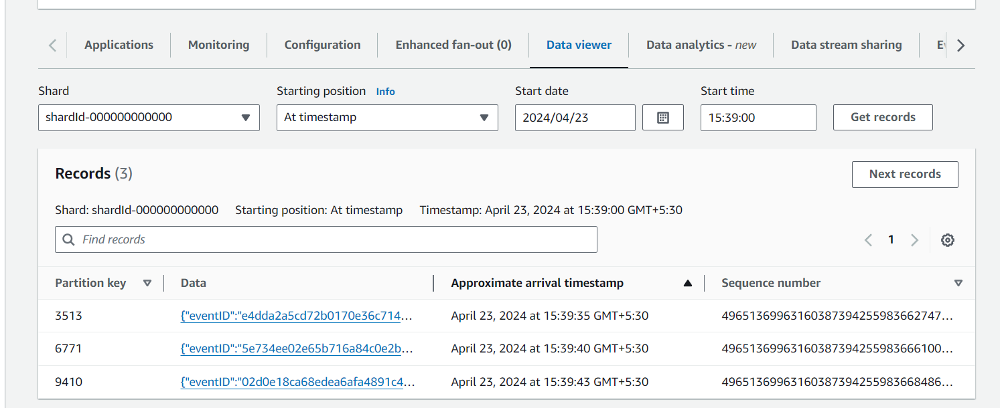 Applications Monitoring Configuration Enhanced fan-out (0) Data viewer Data analytics - new Data stream sharing
Shard Starting position Info Start date Start time
shardId-000000000000 At timestamp 2024/04/23 15:39:00 Get records
Records (3) Next records
Shard: shardId-000000000000 Starting position: At timestamp Timestamp: April 23, 2024 at 15:39:00 GMT+5:30
Find records 1
Partition key Data Approximate arrival timestamp Sequence number
3513 {"eventID":"e4dda2a5cd72b0170e36c714... April 23, 2024 at 15:39:35 GMT+5:30 49651369963160387394255983662747...
6771 {"eventID":"5e734ee02e65b716a84c0e2b... April 23, 2024 at 15:39:40 GMT+5:30 49651369963160387394255983666100...
9410 {"eventID":"02d0e18ca68edea6afa4891c4... April 23, 2024 at 15:39:43 GMT+5:30 49651369963160387394255983668486...